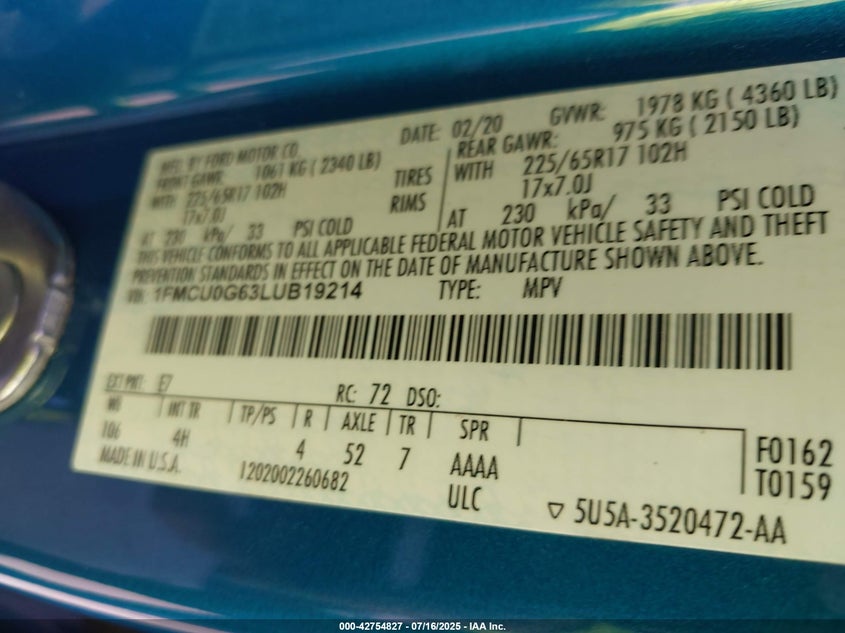 MFG. BY FORD MOTOR CO.
DATE: 02/20 GVWR: 1978 KG ( 4360 LB)
FRONT GAWR: 1061 KG ( 2340 LB) REAR GAWR: 975 KG ( 2150 LB)
WITH 225/65R17 102H TIRES WITH 225/65R17 102H
17x7.0J RIMS 17x7.0J
AT 230 kPa/ 33 PSI COLD AT 230 kPa/ 33 PSI COLD
THIS VEHICLE CONFORMS TO ALL APPLICABLE FEDERAL MOTOR VEHICLE SAFETY AND THEFT
PREVENTION STANDARDS IN EFFECT ON THE DATE OF MANUFACTURE SHOWN ABOVE.
VIN: 1FMCU0G63LUB19214 TYPE: MPV
EXT PNT: E7 RC: 72 DSO:
WB INT TR TP/PS R AXLE TR SPR
106 4H 4 52 7 AAAA
F0162
T0159
MADE IN U.S.A. 1202002260682 ULC
▽ 5U5A-3520472-AA
000-42754827 - 07/16/2025 - IAA Inc.